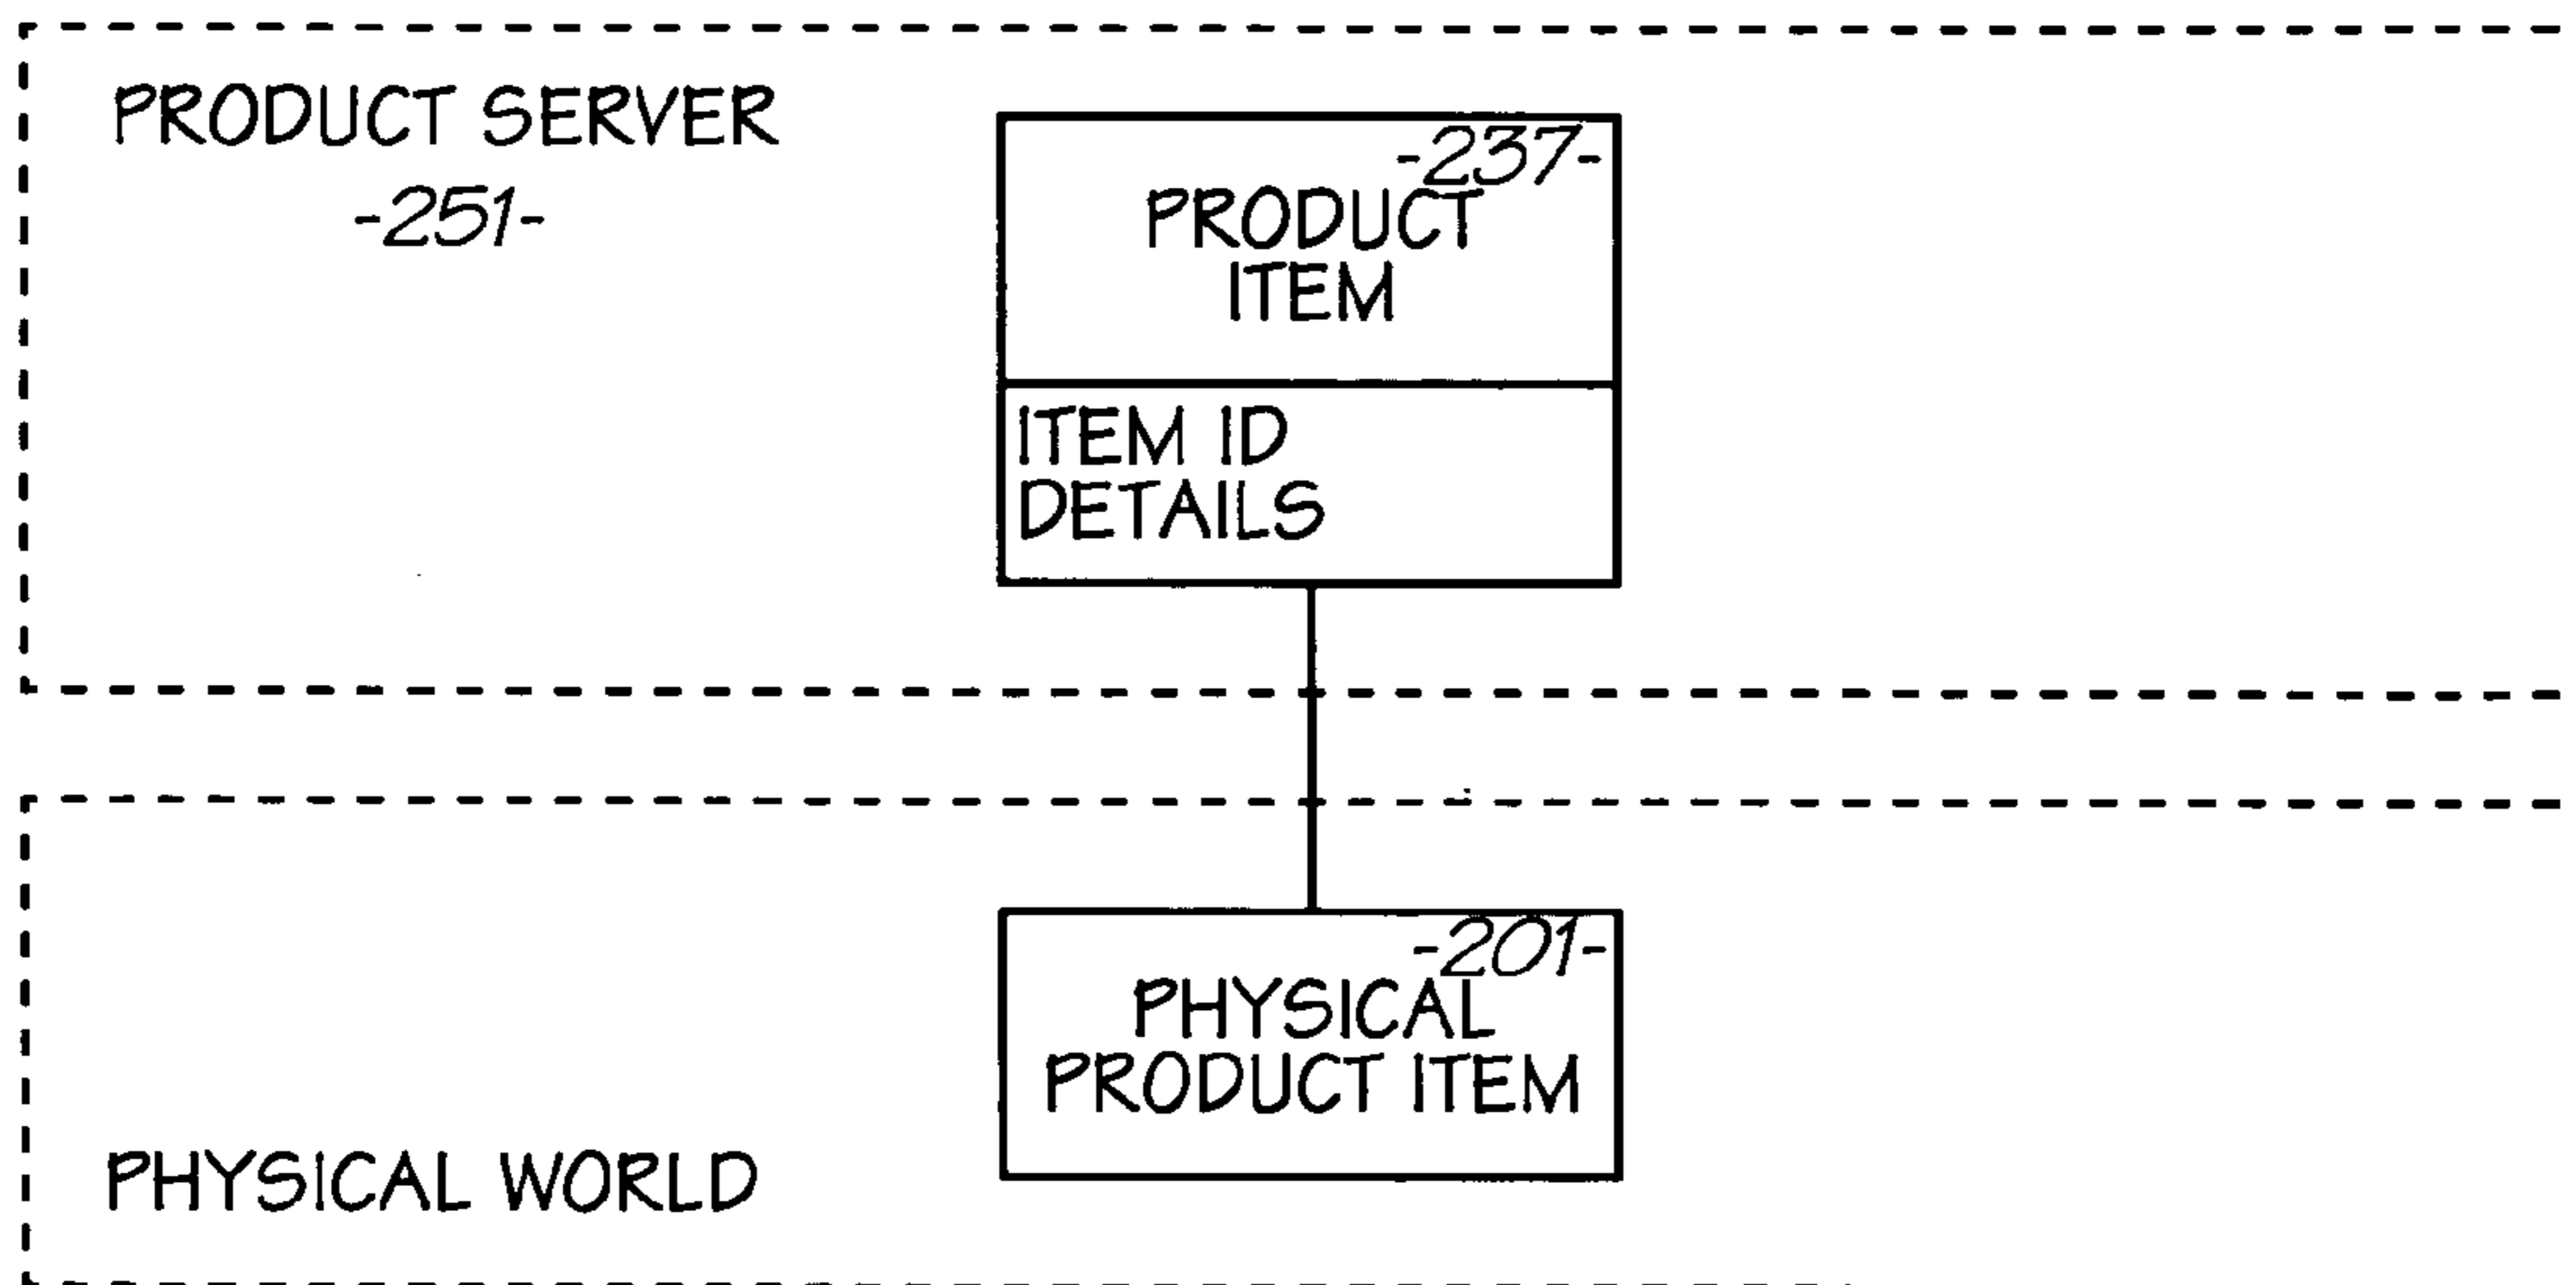 PRODUCT SERVER
-251-
-237-
PRODUCT
ITEM
ITEM ID
DETAILS
-201-
PHYSICAL
PRODUCT ITEM
PHYSICAL WORLD